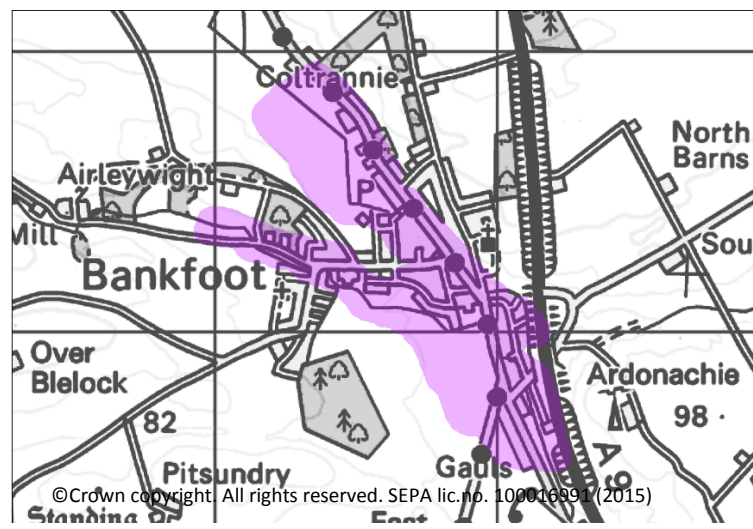 Coltrannie
North
Barns
Airleywight
P
Mill
Sou
Bankfoot
Over
Blelock
Ardonachie
82
98
A 9
Pitsundry
Gauls
©Crown copyright. All rights reserved. SEPA lic.no. 100016991 (2015)
Standing
East